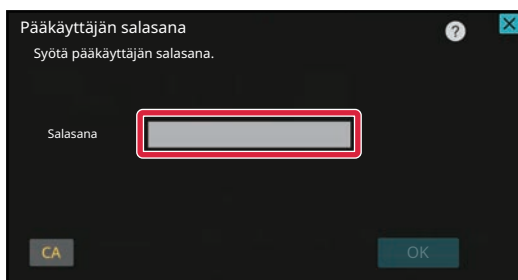 Pääkäyttäjän salasana
?
Syötä pääkäyttäjän salasana.
Salasana
CA
OK